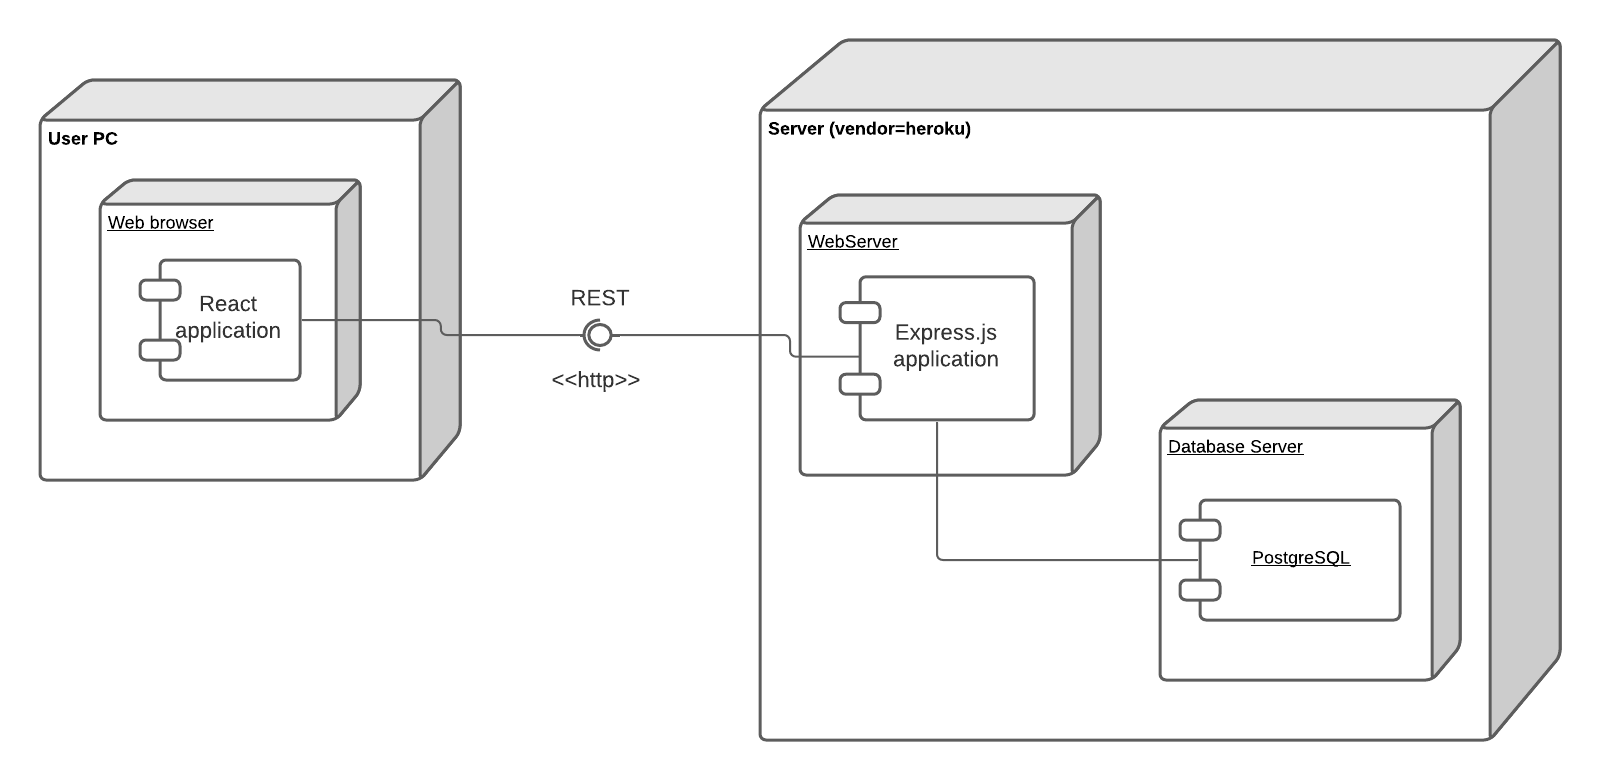 User PC
Web browser
React
application
REST
<<http>>
Server (vendor=heroku)
WebServer
Express.js
application
Database Server
PostgreSQL